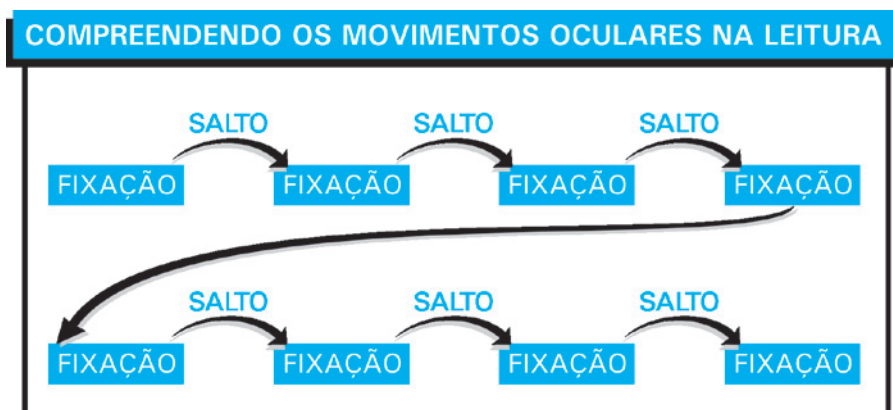 COMPREENDENDO OS MOVIMENTOS OCULARES NA LEITURA
SALTO SALTO SALTO
FIXAÇÃO FIXAÇÃO FIXAÇÃO FIXAÇÃO
SALTO SALTO SALTO
FIXAÇÃO FIXAÇÃO FIXAÇÃO FIXAÇÃO